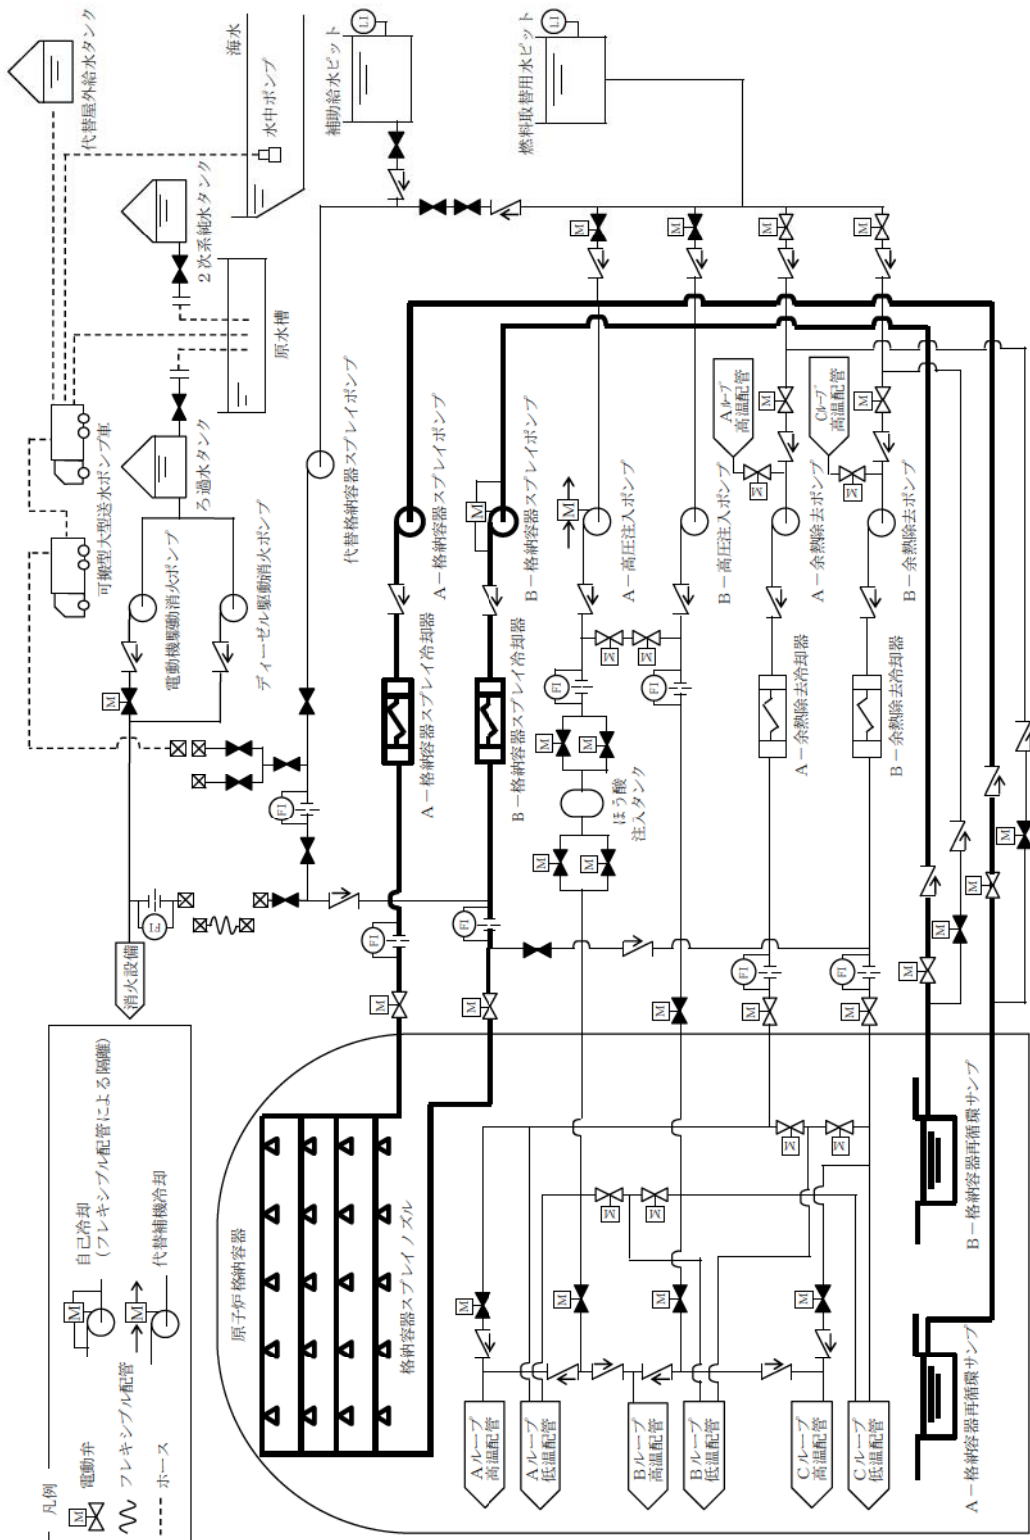 凡例
電動弁
フレキシブル配管
ホース
自己冷却
(フレキシブル配管による隔離)
代替補機冷却
M
M
M
代替屋外給水タンク
海水
水中ポンプ
2次系純水タンク
原水槽
可搬型大型送水ポンプ車
ろ過水タンク
電動機駆動消火ポンプ
ディーゼル駆動消火ポンプ
消火設備
M
FI
FI
補助給水ピット
LI
燃料取替用水ピット
LI
代替格納容器スプレイポンプ
A-格納容器スプレイポンプ
B-格納容器スプレイポンプ
M
A-高圧注入ポンプ
M
B-高圧注入ポンプ
A-余熱除去ポンプ
B-余熱除去ポンプ
Aループ
高温配管
Cループ
高温配管
M
M
M
M
M
M
M
M
A-格納容器スプレイ冷却器
B-格納容器スプレイ冷却器
ほう酸
注入タンク
A-余熱除去冷却器
B-余熱除去冷却器
M
M
FI
FI
M
M
M
M
FI
FI
FI
FI
M
M
M
M
M
M
M
M
M
原子炉格納容器
格納容器スプレイノズル
M
M
M
M
M
M
M
M
Aループ
高温配管
Aループ
低温配管
Bループ
高温配管
Bループ
低温配管
Cループ
高温配管
Cループ
低温配管
B-格納容器再循環サンプ
A-格納容器再循環サンプ